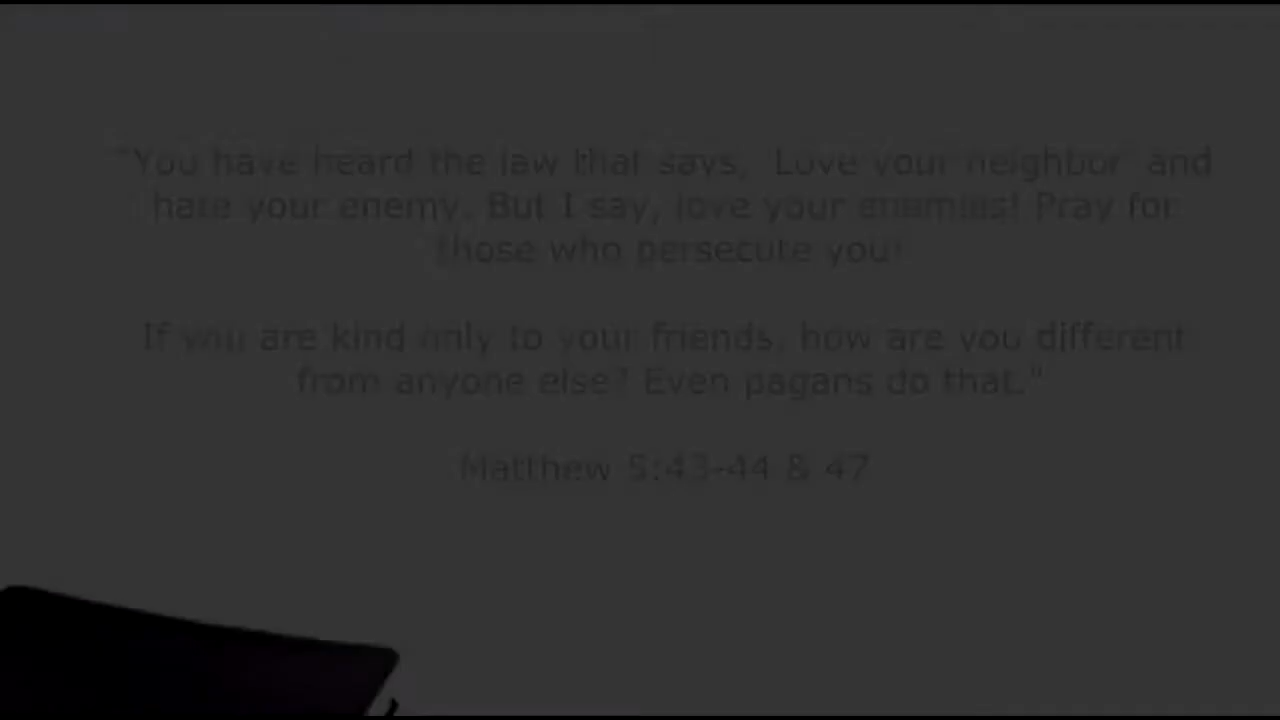 "You have heard the law that says, 'Love your neighbor' and
hate your enemy. But I say, love your enemies! Pray for
those who persecute you!
If you are kind only to your friends, how are you different
from anyone else? Even pagans do that."
Matthew 5:43-44 & 47